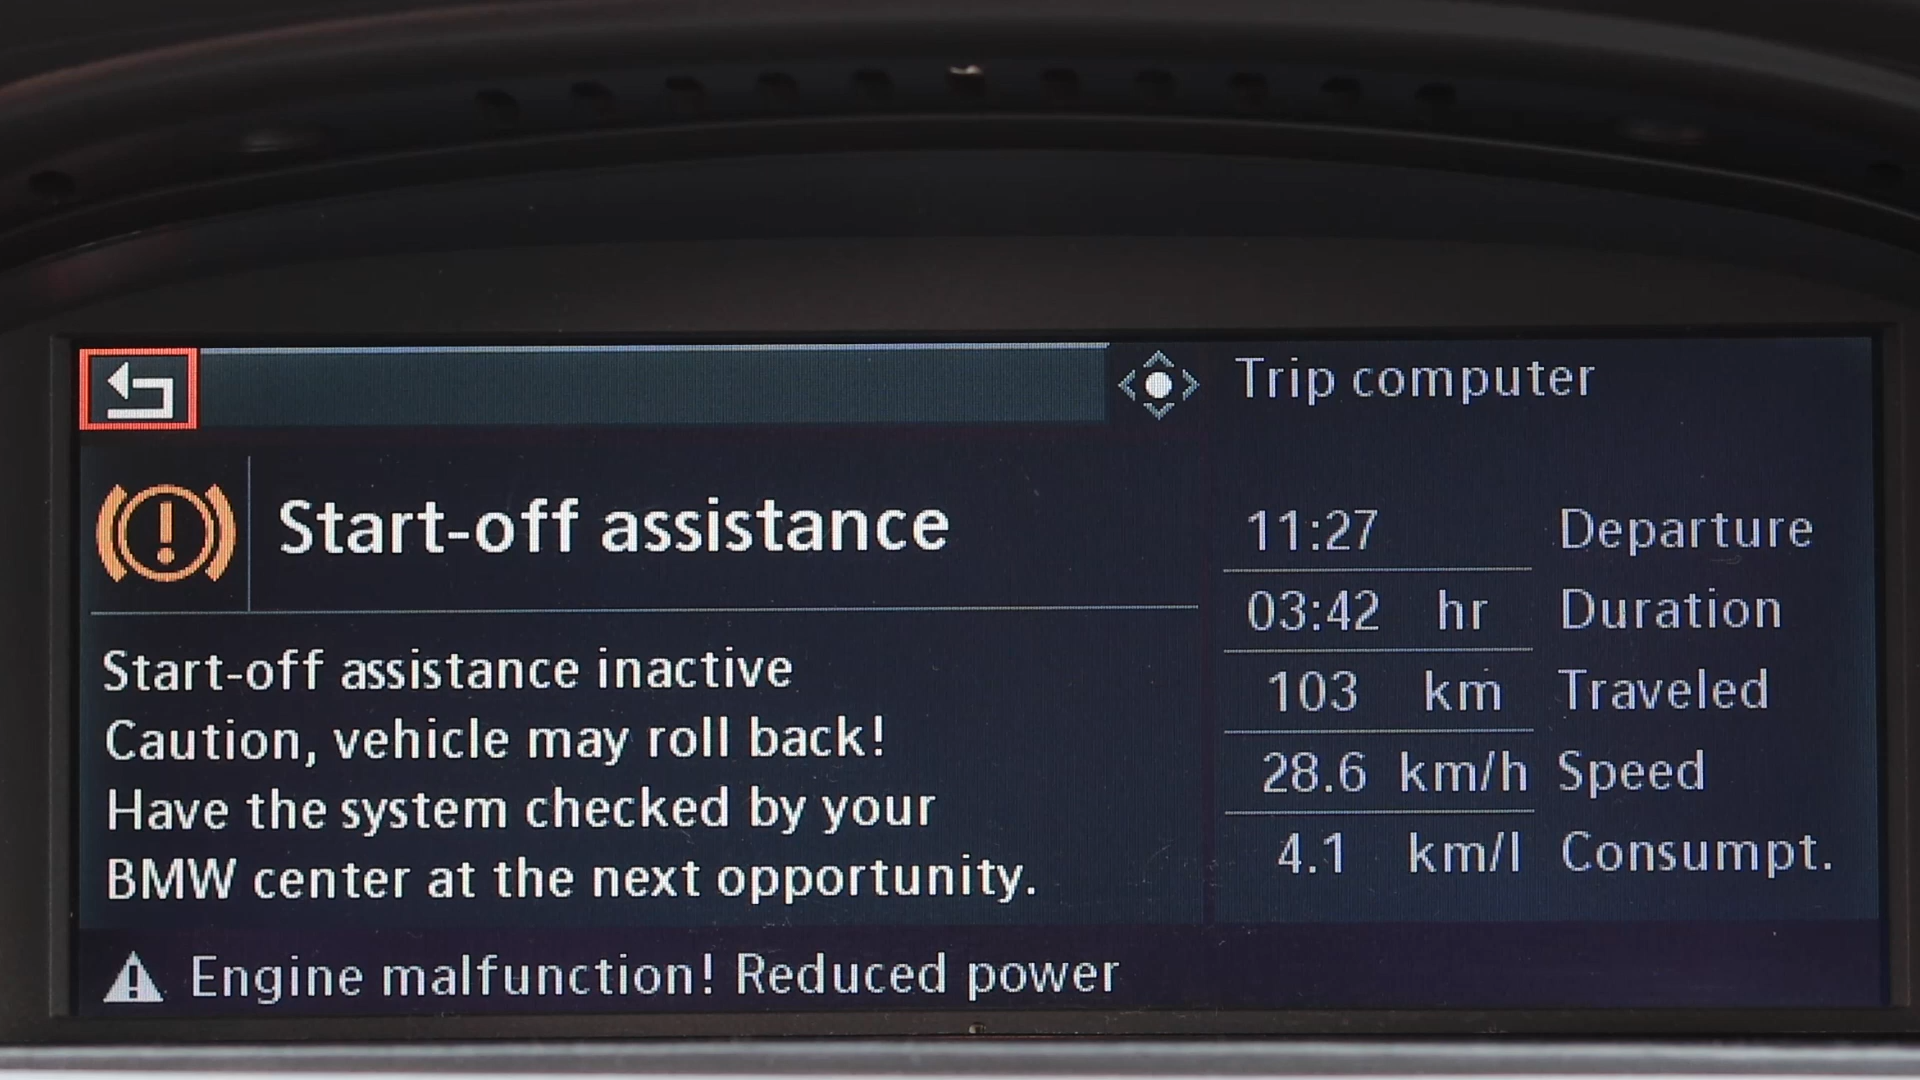 Trip computer
Start-off assistance
Start-off assistance inactive
Caution, vehicle may roll back!
Have the system checked by your
BMW center at the next opportunity.
11:27 Departure
03:42 hr Duration
103 km Traveled
28.6 km/h Speed
4.1 km/l Consumpt.
Engine malfunction! Reduced power